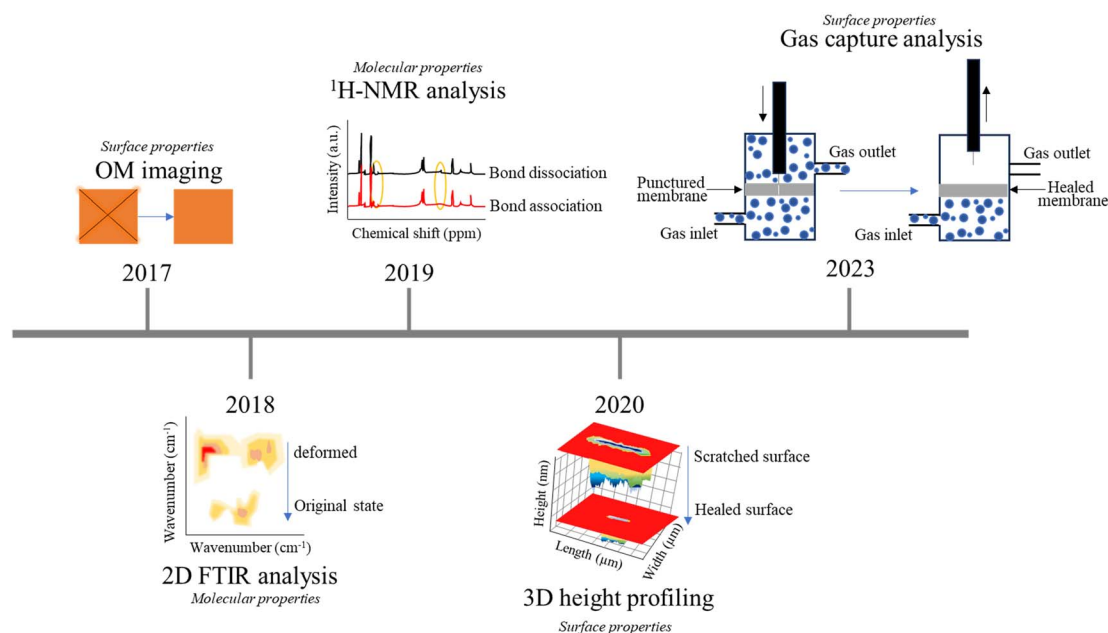 Surface properties
OM imaging
2017
Molecular properties
¹H-NMR analysis
Intensity (a.u.)
Bond dissociation
Bond association
Chemical shift (ppm)
2019
Surface properties
Gas capture analysis
Gas outlet
Punctured
membrane
Gas inlet
Gas outlet
Healed
membrane
Gas inlet
2023
2018
Wavenumber (cm⁻¹)
deformed
Original state
Wavenumber (cm⁻¹)
2D FTIR analysis
Molecular properties
2020
Scratched surface
Healed surface
Height (nm)
Length (µm)
Width (µm)
3D height profiling
Surface properties